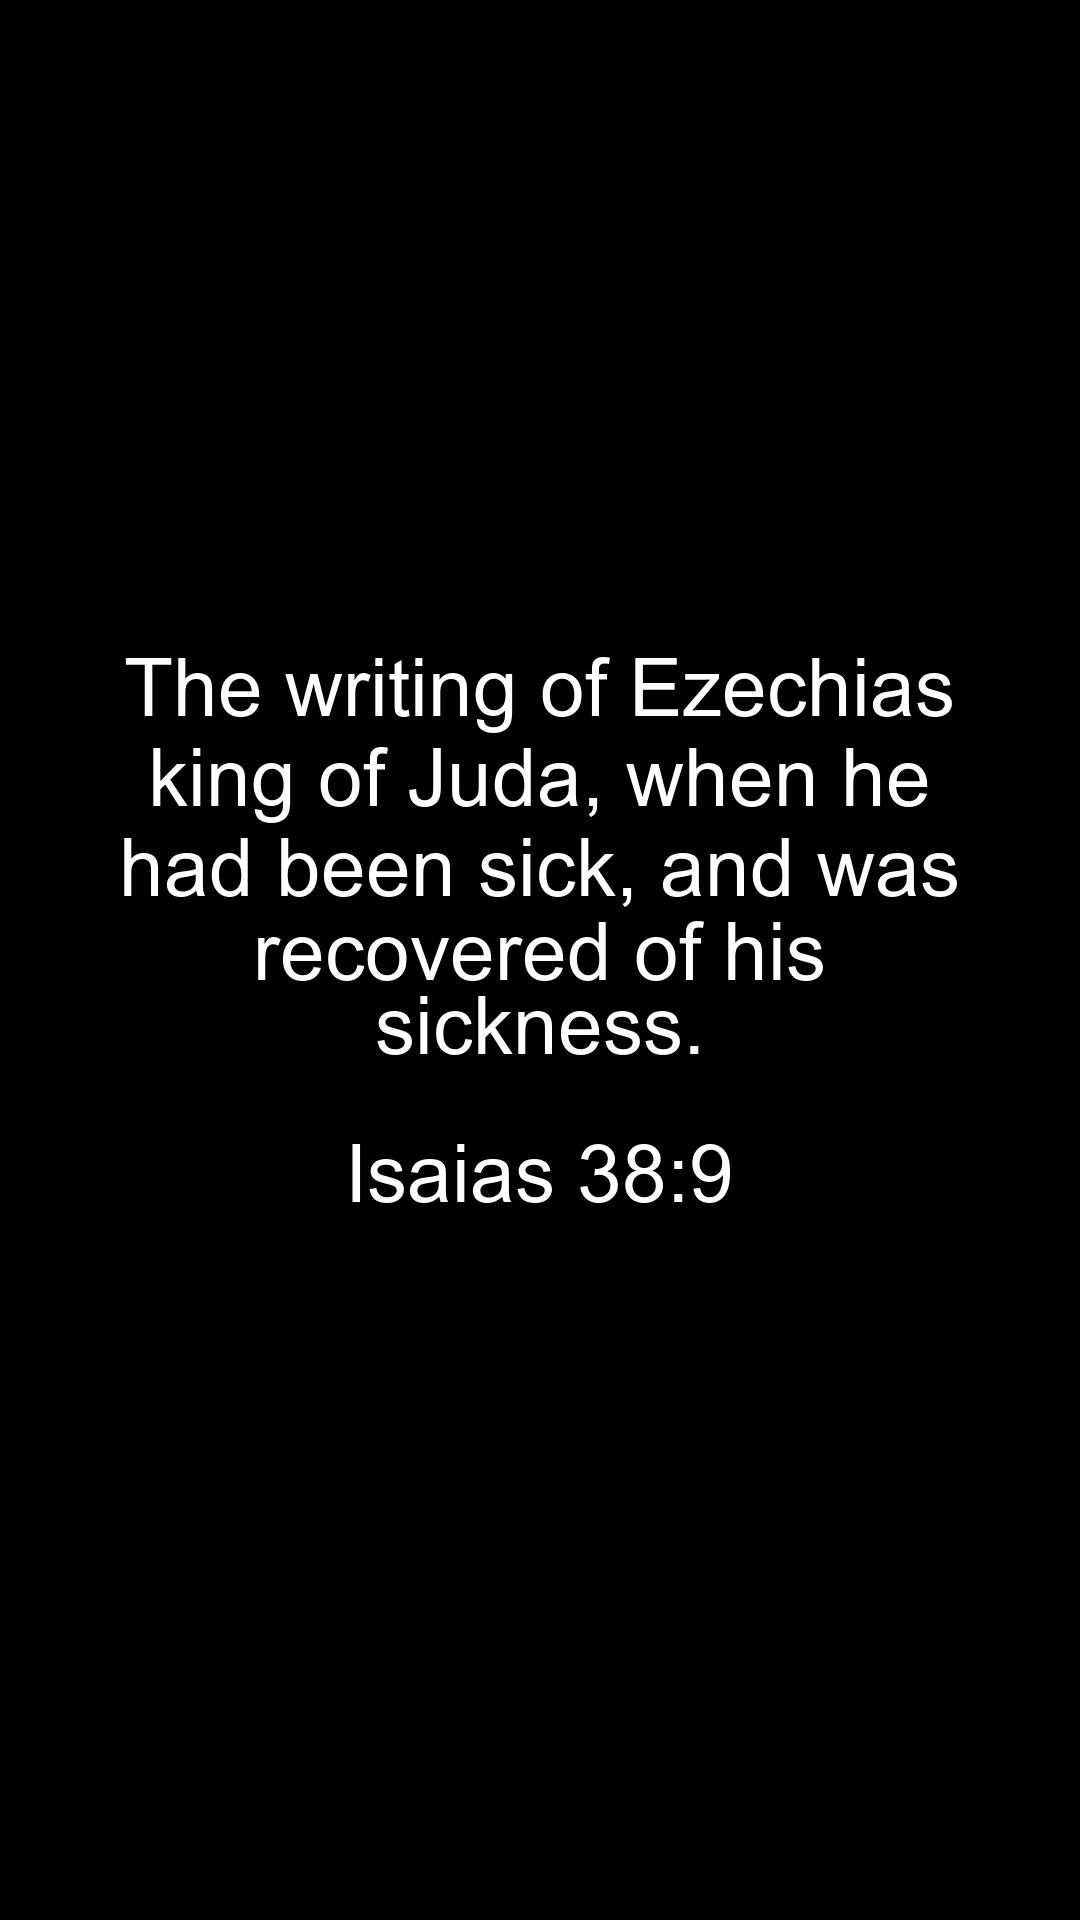 The writing of Ezechias
king of Juda, when he
had been sick, and was
recovered of his
sickness.
Isaias 38:9